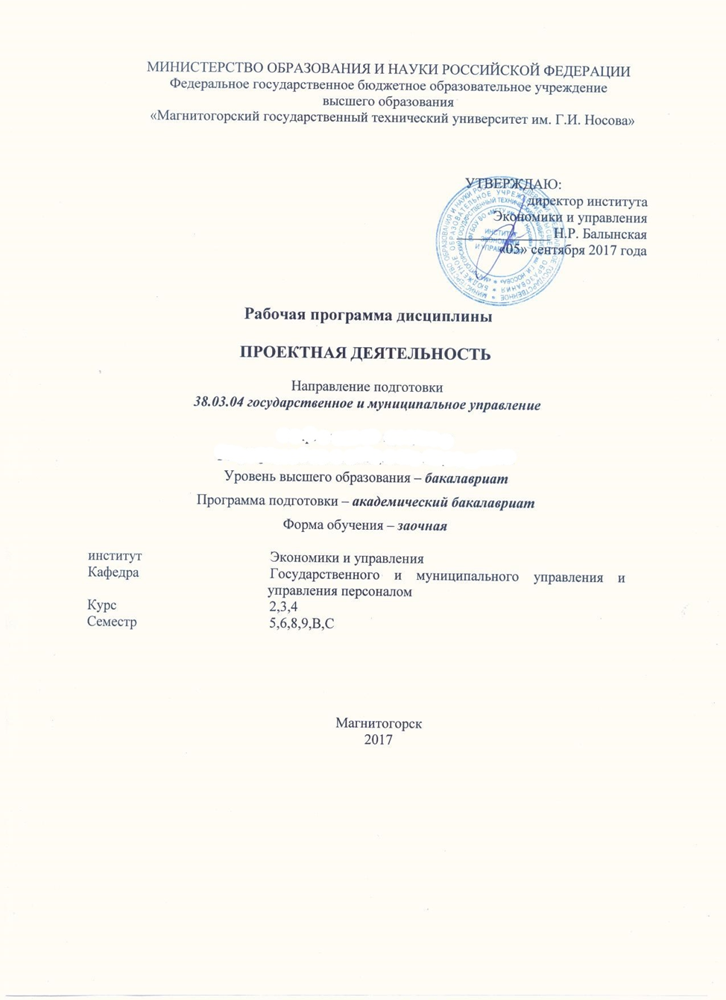 МИНИСТЕРСТВО ОБРАЗОВАНИЯ И НАУКИ РОССИЙСКОЙ ФЕДЕРАЦИИ
Федеральное государственное бюджетное образовательное учреждение
высшего образования
«Магнитогорский государственный технический университет им. Г.И. Носова»
УТВЕРЖДАЮ:
директор института
Экономики и управления
Н.Р. Балынская
«05» сентября 2017 года
ИНСТИТУТ
ЭКОНОМИКИ
И УПРАВЛЕНИЯ
Рабочая программа дисциплины
ПРОЕКТНАЯ ДЕЯТЕЛЬНОСТЬ
Направление подготовки
38.03.04 государственное и муниципальное управление
Уровень высшего образования – бакалавриат
Программа подготовки – академический бакалавриат
Форма обучения – заочная
институт Экономики и управления
Кафедра Государственного и муниципального управления и
управления персоналом
Курс 2,3,4
Семестр 5,6,8,9,В,С
Магнитогорск
2017